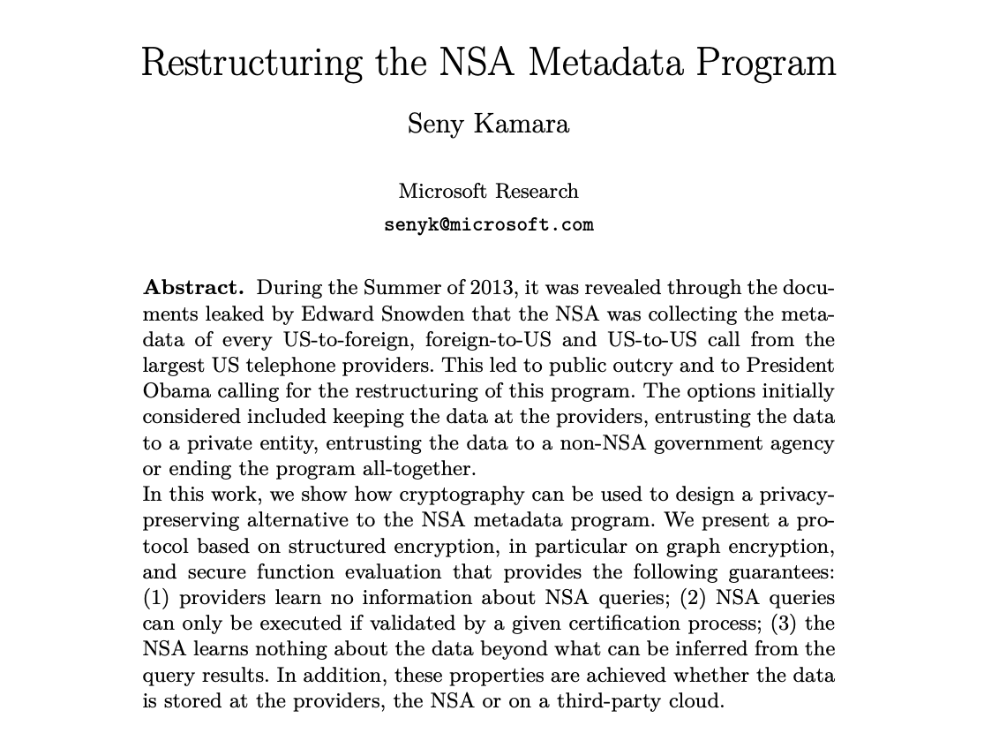 Restructuring the NSA Metadata Program
Seny Kamara
Microsoft Research
senyk@microsoft.com
Abstract. During the Summer of 2013, it was revealed through the docu-
ments leaked by Edward Snowden that the NSA was collecting the meta-
data of every US-to-foreign, foreign-to-US and US-to-US call from the
largest US telephone providers. This led to public outcry and to President
Obama calling for the restructuring of this program. The options initially
considered included keeping the data at the providers, entrusting the data
to a private entity, entrusting the data to a non-NSA government agency
or ending the program all-together.
In this work, we show how cryptography can be used to design a privacy-
preserving alternative to the NSA metadata program. We present a pro-
tocol based on structured encryption, in particular on graph encryption,
and secure function evaluation that provides the following guarantees:
(1) providers learn no information about NSA queries; (2) NSA queries
can only be executed if validated by a given certification process; (3) the
NSA learns nothing about the data beyond what can be inferred from the
query results. In addition, these properties are achieved whether the data
is stored at the providers, the NSA or on a third-party cloud.